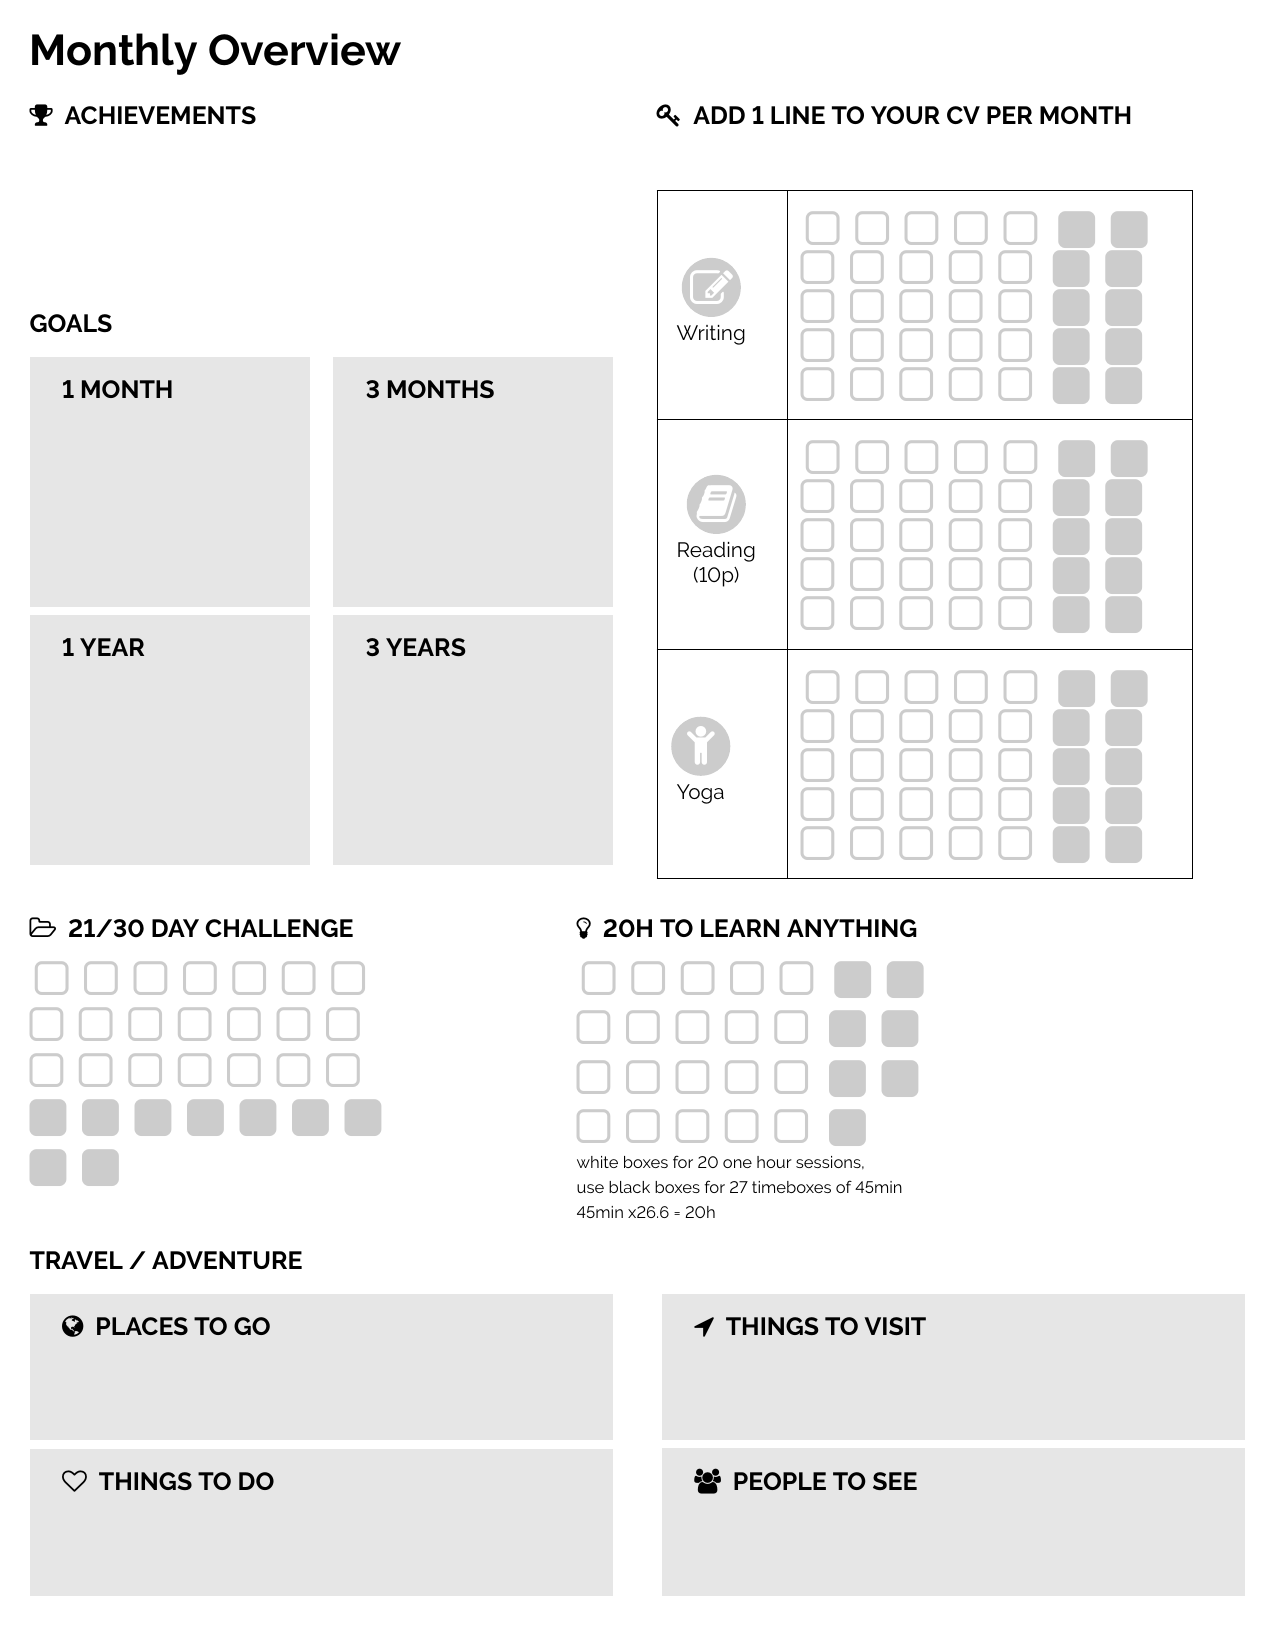 Monthly Overview
ACHIEVEMENTS
ADD 1 LINE TO YOUR CV PER MONTH
Writing
Reading
(10p)
Yoga
GOALS
1 MONTH
3 MONTHS
1 YEAR
3 YEARS
21/30 DAY CHALLENGE
20H TO LEARN ANYTHING
white boxes for 20 one hour sessions,
use black boxes for 27 timeboxes of 45min
45min x26.6 = 20h
TRAVEL / ADVENTURE
PLACES TO GO
THINGS TO VISIT
THINGS TO DO
PEOPLE TO SEE